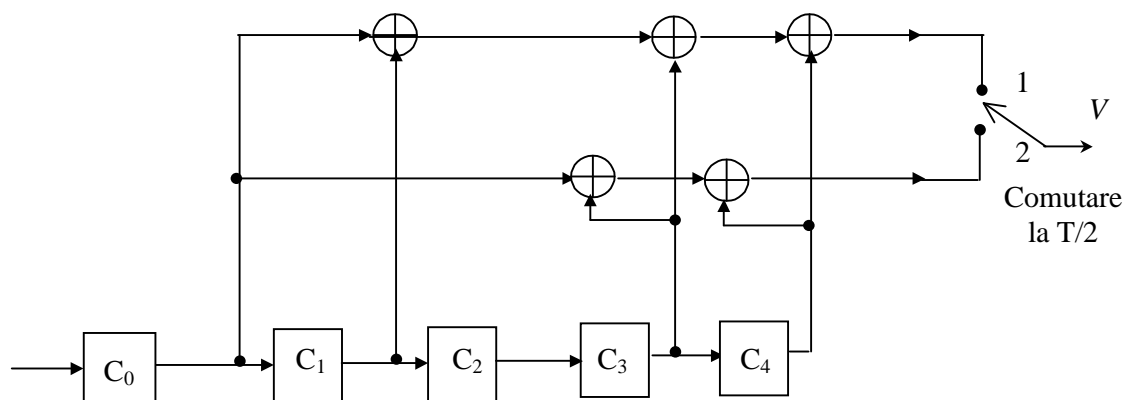 1
V
2
Comutare
la T/2
C₀
C₁
C₂
C₃
C₄